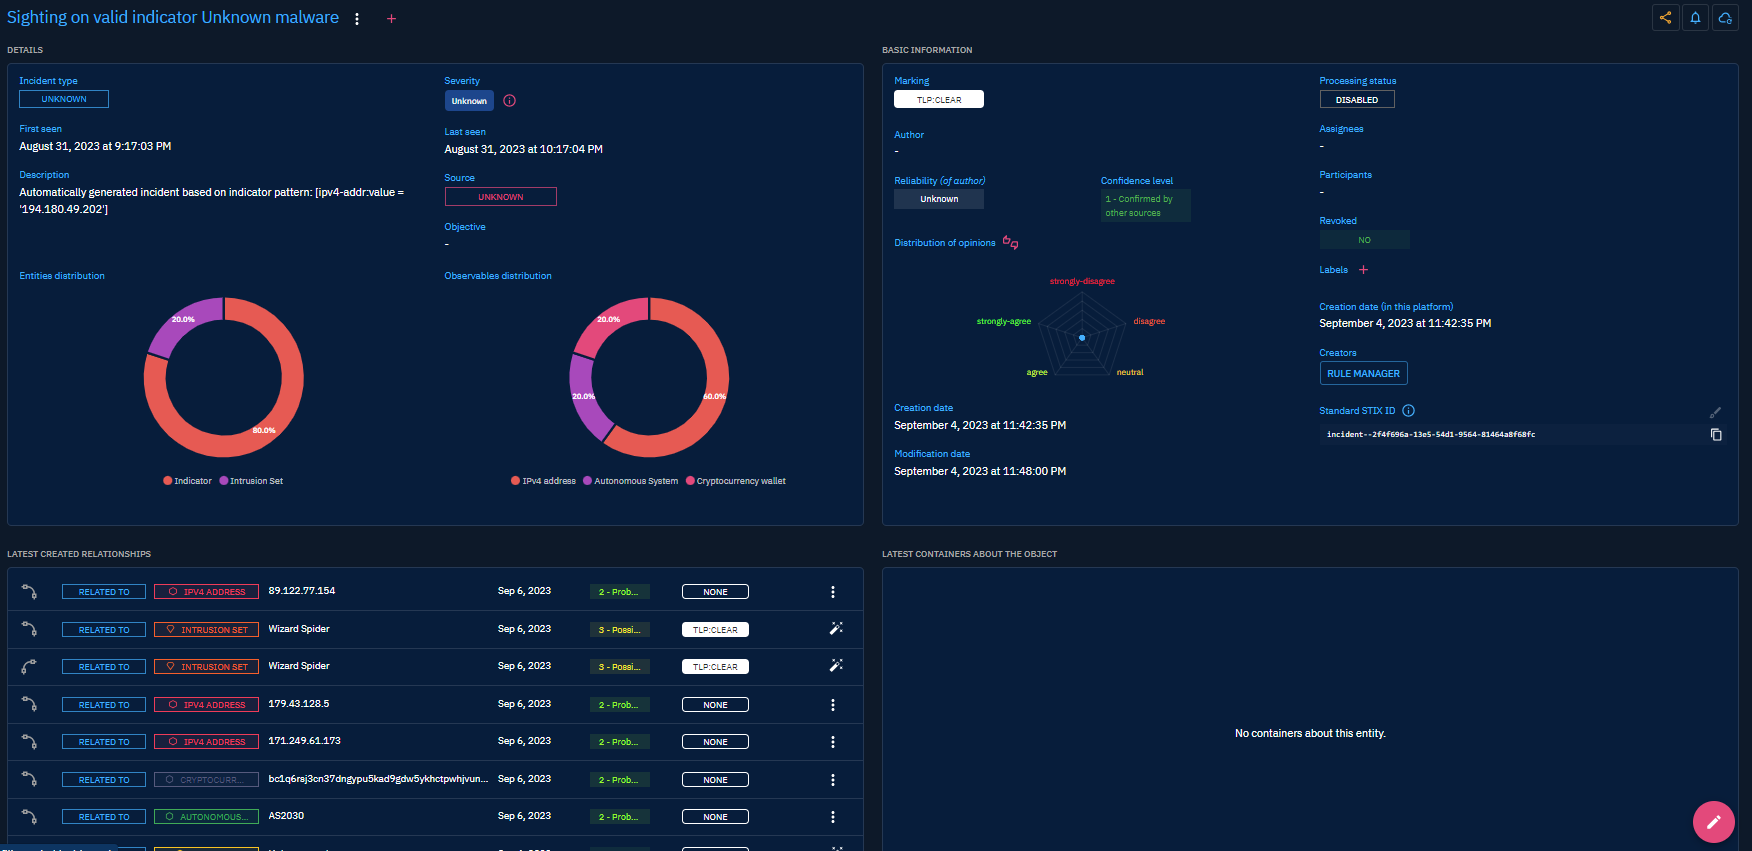 Sighting on valid indicator Unknown malware
DETAILS
Incident type
UNKNOWN
Severity
Unknown
First seen
August 31, 2023 at 9:17:03 PM
Last seen
August 31, 2023 at 10:17:04 PM
Description
Automatically generated incident based on indicator pattern: [ipv4-addr:value =
'194.180.49.202']
Source
UNKNOWN
Objective
-
Entities distribution
20.0%
80.0%
Indicator Intrusion Set
Observables distribution
20.0%
20.0%
60.0%
IPv4 address Autonomous System Cryptocurrency wallet
BASIC INFORMATION
Marking
TLP:CLEAR
Processing status
DISABLED
Author
-
Assignees
-
Reliability (of author)
Unknown
Confidence level
1 - Confirmed by
other sources
Participants
-
Revoked
NO
Distribution of opinions
strongly-disagree
strongly-agree
disagree
agree
neutral
Labels
Creation date (in this platform)
September 4, 2023 at 11:42:35 PM
Creators
RULE MANAGER
Creation date
September 4, 2023 at 11:42:35 PM
Standard STIX ID
incident--2f4f696a-13e5-54d1-9564-81464a8f68fc
Modification date
September 4, 2023 at 11:48:00 PM
LATEST CREATED RELATIONSHIPS
RELATED TO IPV4 ADDRESS 89.122.77.154 Sep 6, 2023 2 - Prob... NONE
RELATED TO INTRUSION SET Wizard Spider Sep 6, 2023 3 - Possi... TLP:CLEAR
RELATED TO INTRUSION SET Wizard Spider Sep 6, 2023 3 - Possi... TLP:CLEAR
RELATED TO IPV4 ADDRESS 179.43.128.5 Sep 6, 2023 2 - Prob... NONE
RELATED TO IPV4 ADDRESS 171.249.61.173 Sep 6, 2023 2 - Prob... NONE
RELATED TO CRYPTOCURR... bc1q6rsj3cn37dngypu5kad9gdw5ykhctpwhjvun... Sep 6, 2023 2 - Prob... NONE
RELATED TO AUTONOMOUS... AS2030 Sep 6, 2023 2 - Prob... NONE
LATEST CONTAINERS ABOUT THE OBJECT
No containers about this entity.